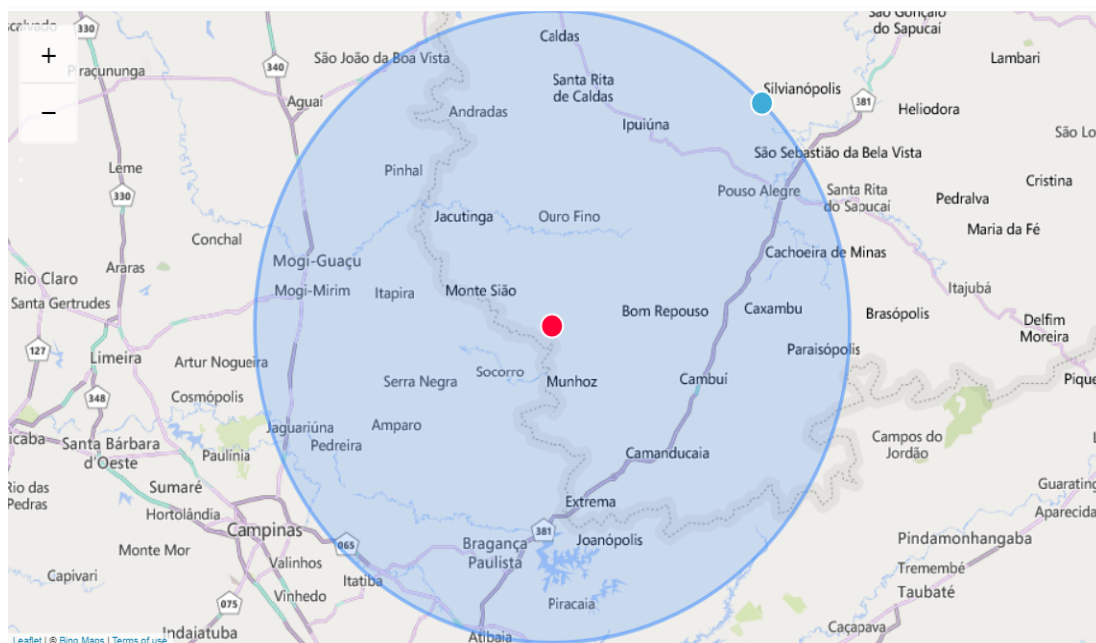 escalvado
330
+
−
Piraçununga
Leme
330
340
São João da Boa Vista
Aguaí
Caldas
Santa Rita
de Caldas
Andradas
Ipuiúna
São Gonçalo
do Sapucaí
Lambari
Silvianópolis
381
Heliodora
São Lo
São Sebastião da Bela Vista
Pinhal
Pouso Alegre
Santa Rita
do Sapucaí
Cristina
Pedralva
Jacutinga
Ouro Fino
Maria da Fé
Conchal
Araras
Mogi-Guaçu
Cachoeira de Minas
Rio Claro
Santa Gertrudes
Mogi-Mirim
Itapira
Monte Sião
Itajubá
Bom Repouso
Caxambu
Brasópolis
Delfim
Moreira
127
Limeira
Artur Nogueira
Paraisópolis
Serra Negra
Socorro
Munhoz
Cambuí
Pique
348
Cosmópolis
icaba
Santa Bárbara
d'Oeste
Paulínia
Jaguariúna
Pedreira
Amparo
Camanducaia
Campos do
Jordão
Rio das
Pedras
Sumaré
Hortolândia
Extrema
Guarating
Aparecida
Campinas
065
381
Bragança
Paulista
Joanópolis
Pindamonhangaba
Monte Mor
Valinhos
Itatiba
Tremembé
Capivari
075
Vinhedo
Piracaia
Taubaté
Indaiatuba
Atibaia
Caçapava
Leaflet | © Bing Maps | Terms of use